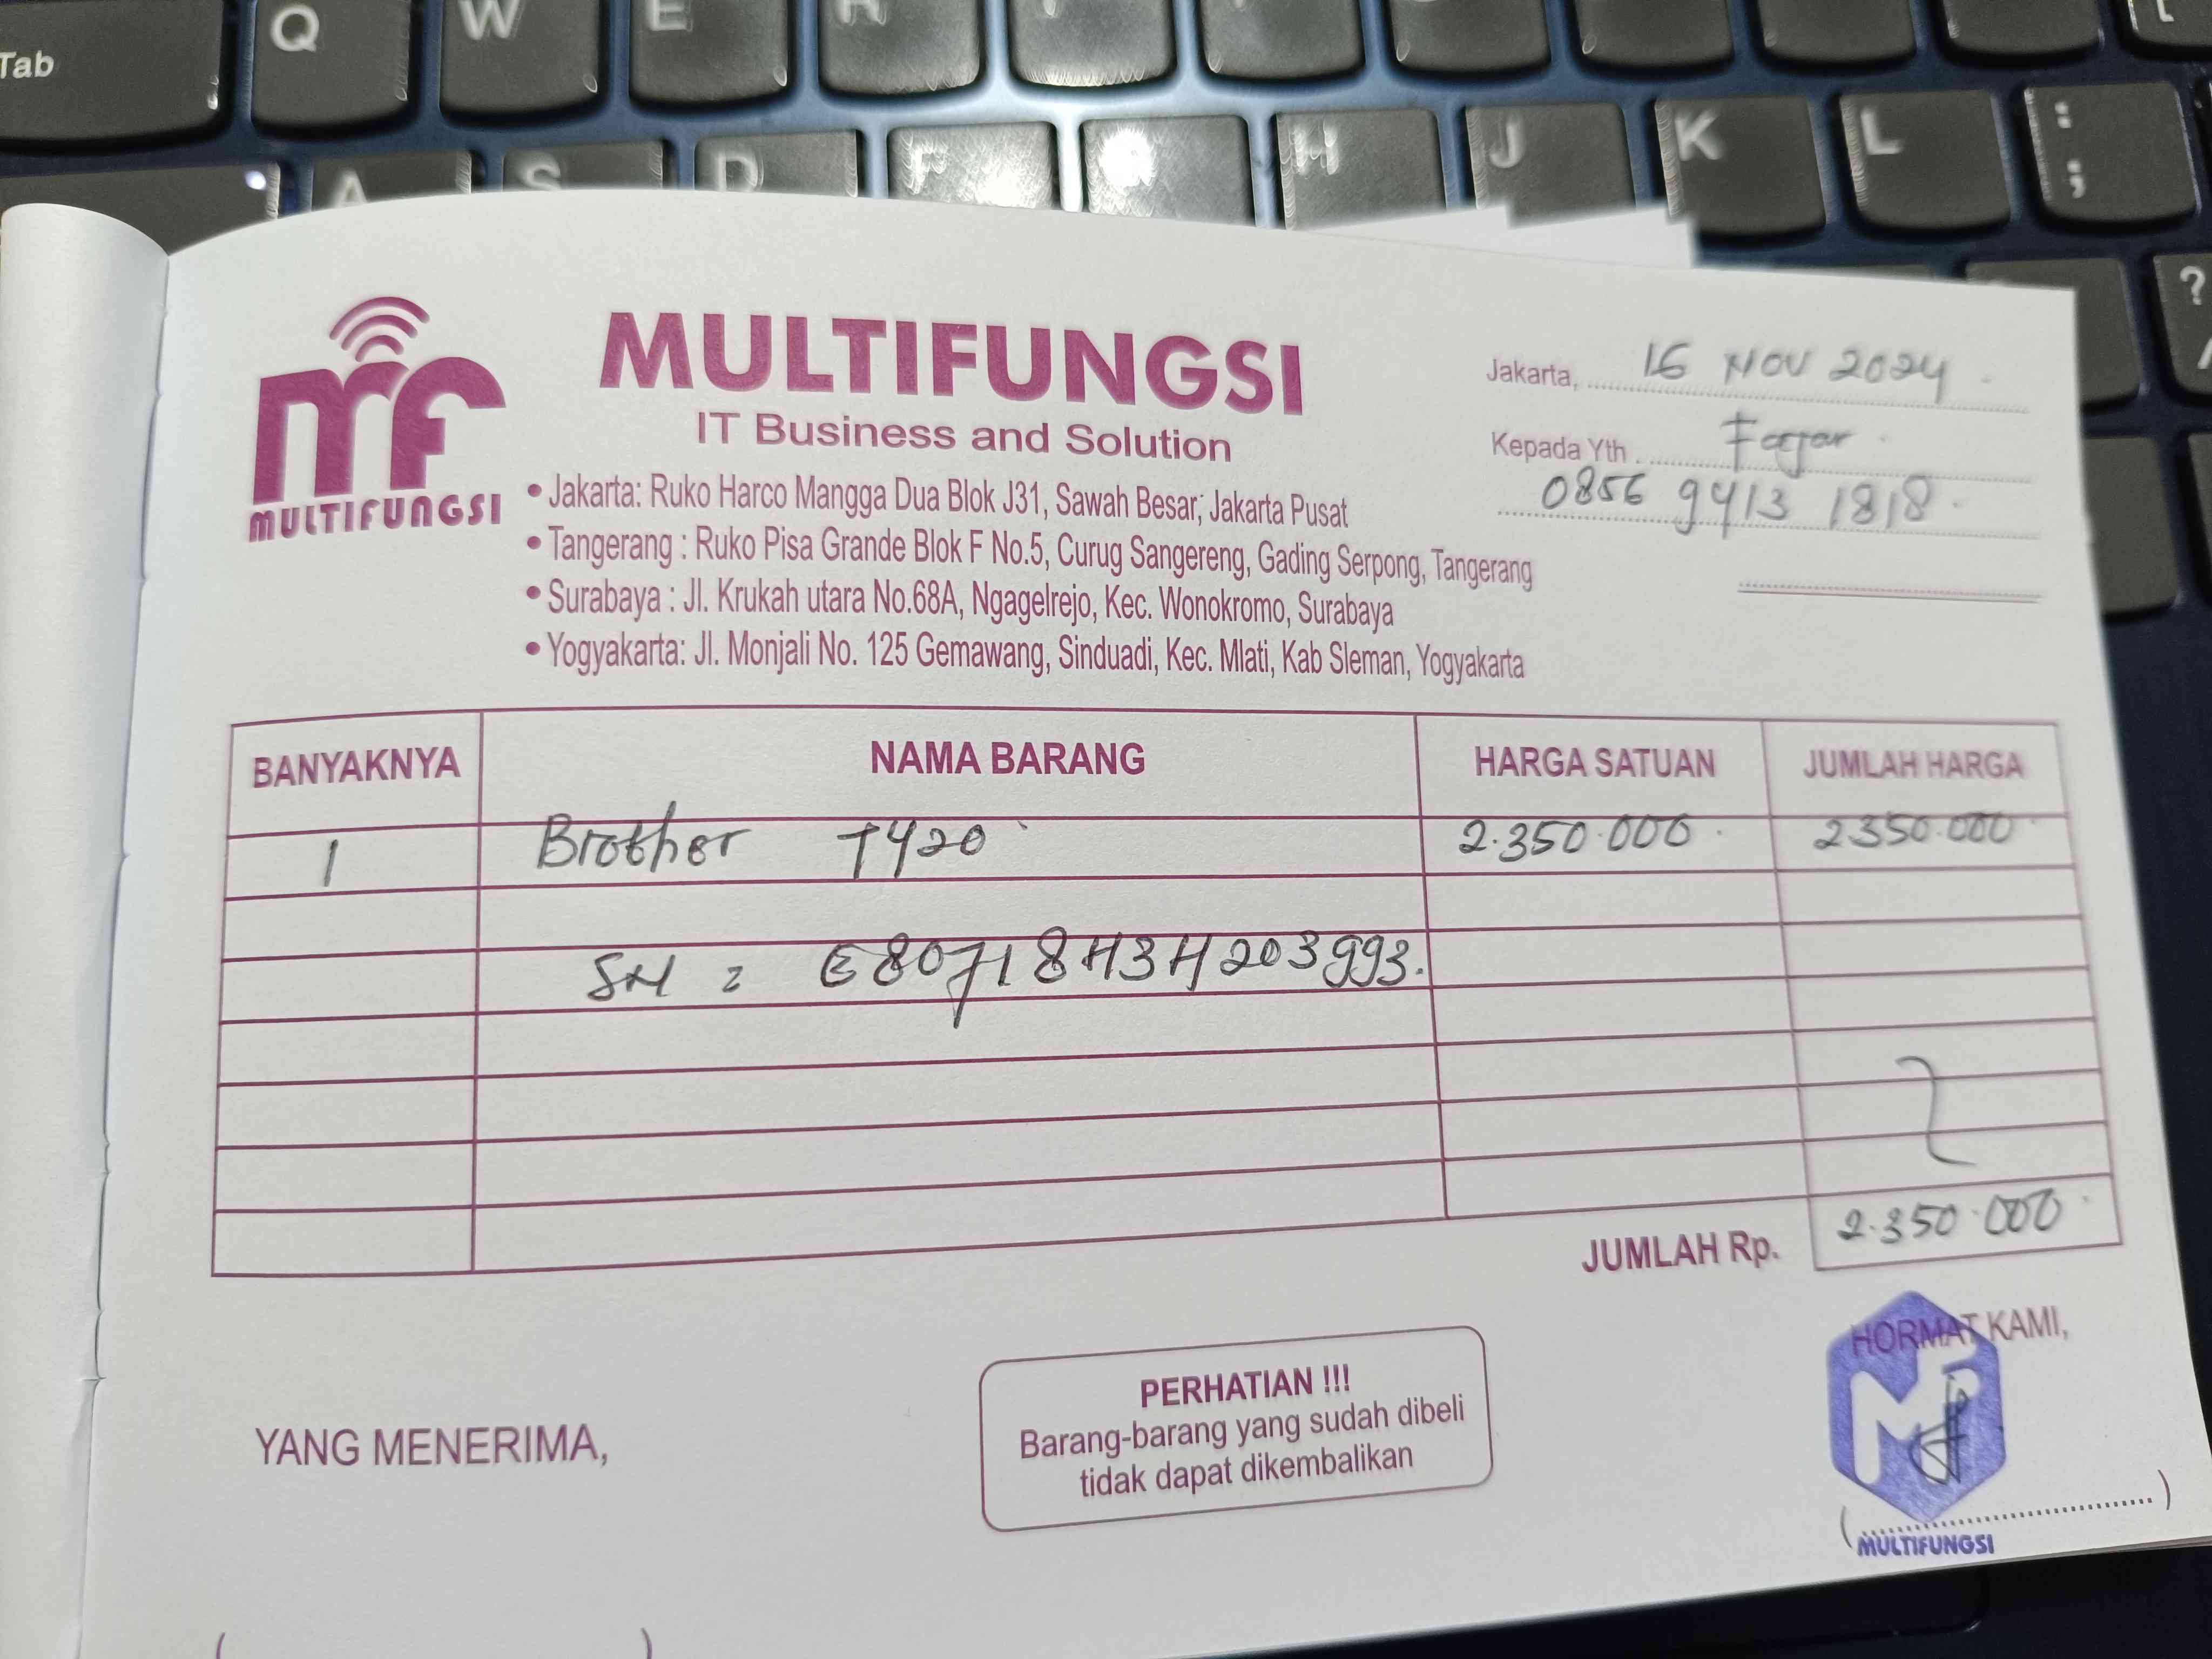 Tab
Q W E R
A S D F G H J K L : ;
?
MULTIFUNGSI
MULTIFUNGSI
IT Business and Solution
• Jakarta: Ruko Harco Mangga Dua Blok J31, Sawah Besar, Jakarta Pusat
• Tangerang : Ruko Pisa Grande Blok F No.5, Curug Sangereng, Gading Serpong, Tangerang
• Surabaya : Jl. Krukah utara No.68A, Ngagelrejo, Kec. Wonokromo, Surabaya
• Yogyakarta: Jl. Monjali No. 125 Gemawang, Sinduadi, Kec. Mlati, Kab Sleman, Yogyakarta
Jakarta, 16 NOV 2024
Kepada Yth. Fajar
0856 9413 1818
BANYAKNYA NAMA BARANG HARGA SATUAN JUMLAH HARGA
1 Brother T420 2.350.000 2350.000
SN : E80718H3H203993.
JUMLAH Rp. 2.350.000
YANG MENERIMA,
PERHATIAN !!!
Barang-barang yang sudah dibeli
tidak dapat dikembalikan
HORMAT KAMI,
MULTIFUNGSI